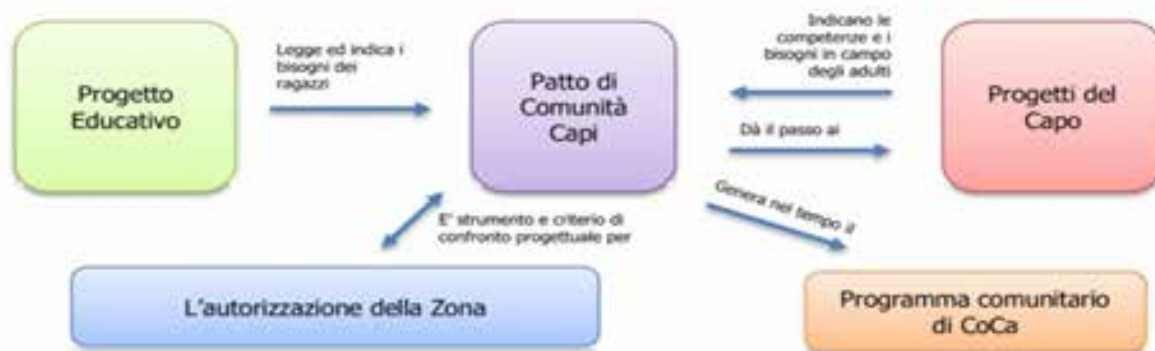 Progetto
Educativo
Legge ed indica i
bisogni dei
ragazzi
Patto di
Comunità
Capi
Indicano le
competenze e i
bisogni in campo
degli adulti
Dà il passo ai
Progetti del
Capo
Genera nel tempo il
E' strumento e criterio di
confronto progettuale per
L'autorizzazione della Zona
Programma comunitario
di CoCa